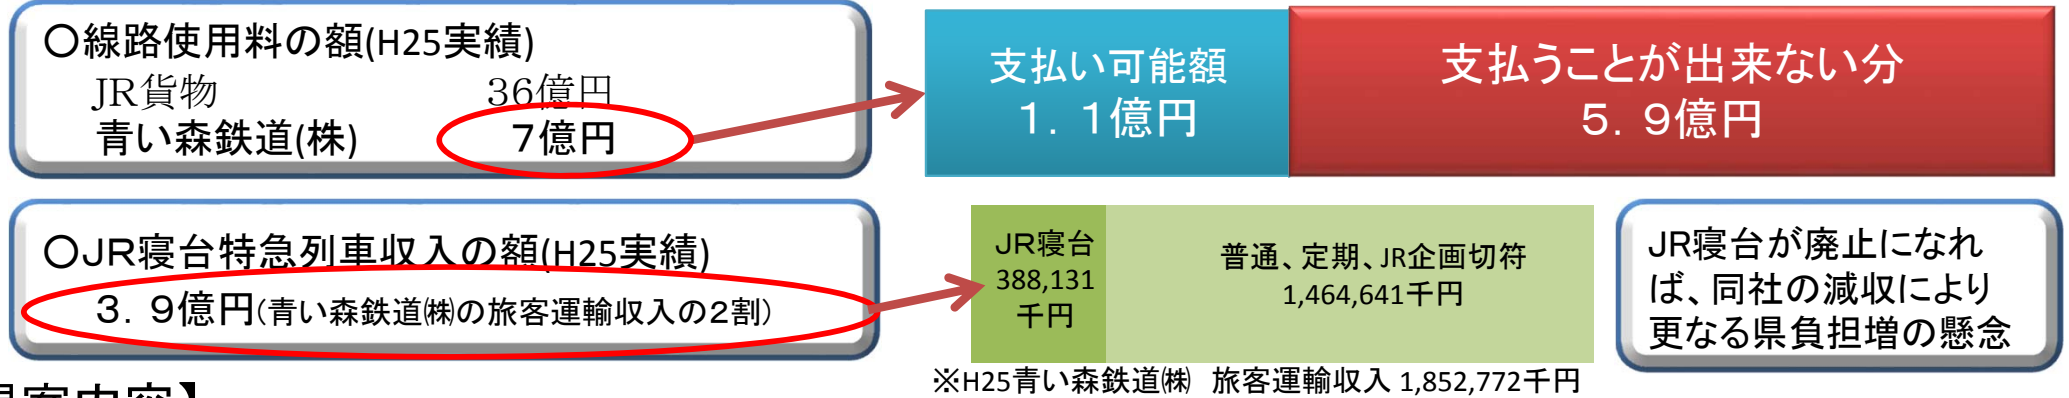 〇線路使用料の額(H25実績)
JR貨物 36億円
青い森鉄道(株) 7億円
支払い可能額
1．1億円
支払うことが出来ない分
5．9億円
〇JR寝台特急列車収入の額(H25実績)
3．9億円(青い森鉄道㈱の旅客運輸収入の2割)
JR寝台
388,131
千円
普通、定期、JR企画切符
1,464,641千円
JR寝台が廃止になれ
ば、同社の減収により
更なる県負担増の懸念
※H25青い森鉄道㈱ 旅客運輸収入 1,852,772千円